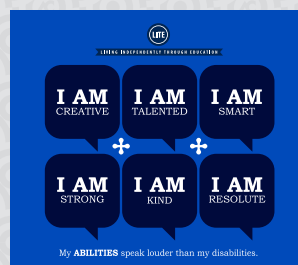 LITE
LIVING INDEPENDENTLY THROUGH EDUCATION
I AM
CREATIVE
I AM
TALENTED
I AM
SMART
I AM
STRONG
I AM
KIND
I AM
RESOLUTE
My ABILITIES speak louder than my disabilities.